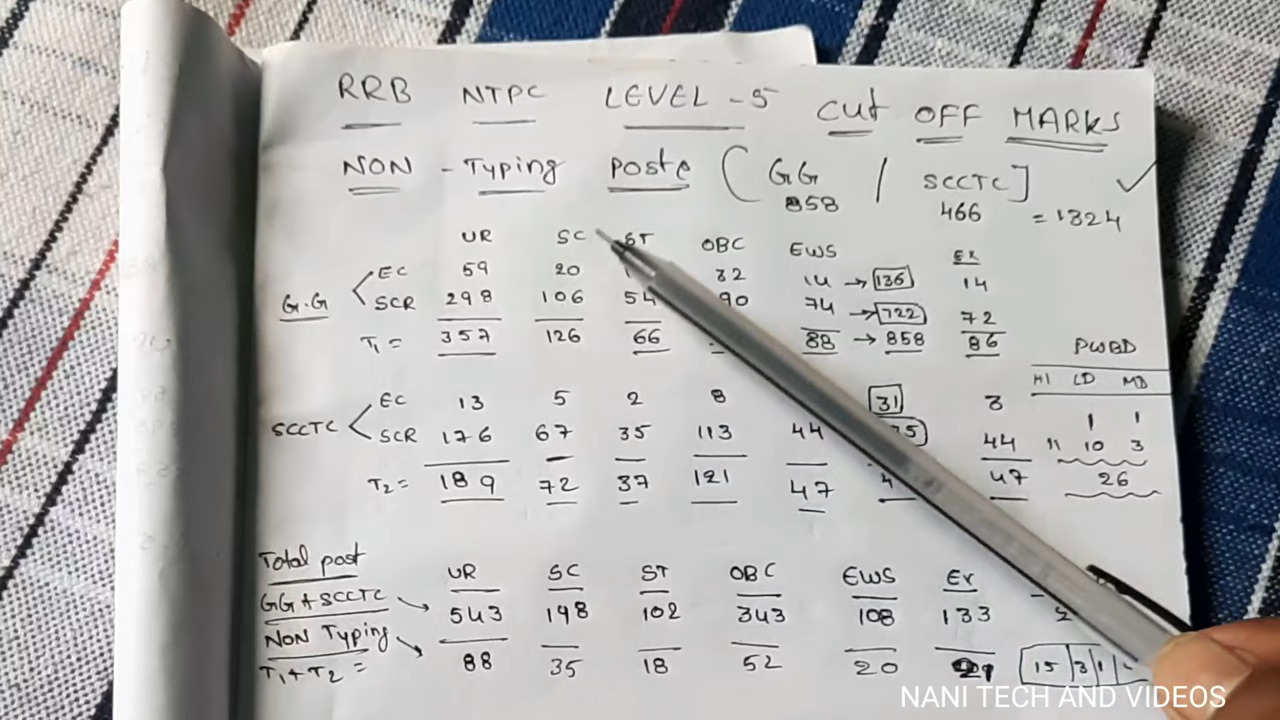 RRB NTPC LEVEL-5 CUT OFF MARKS
NON-Typing Posts (GG / SCCTC]
858 466 =1324
UR SC ST OBC EWS Ex
G.G
EC 59 20 32 14 → 136 14
SCR 298 106 54 90 74 → 722 72
T1 = 357 126 66 88 → 858 86
PWBD
HI LD MD
SCCTC
EC 13 5 2 8 31 3 1 1
SCR 176 67 35 113 44 35 44 11 10 3
T2 = 189 72 37 121 47 4 47 26
Total post
UR SC ST OBC EWS Ex
GG+SCCTC → 543 198 102 343 108 133 2
NON Typing
T1+T2 = → 88 35 18 52 20 21 15 3 1
NANI TECH AND VIDEOS